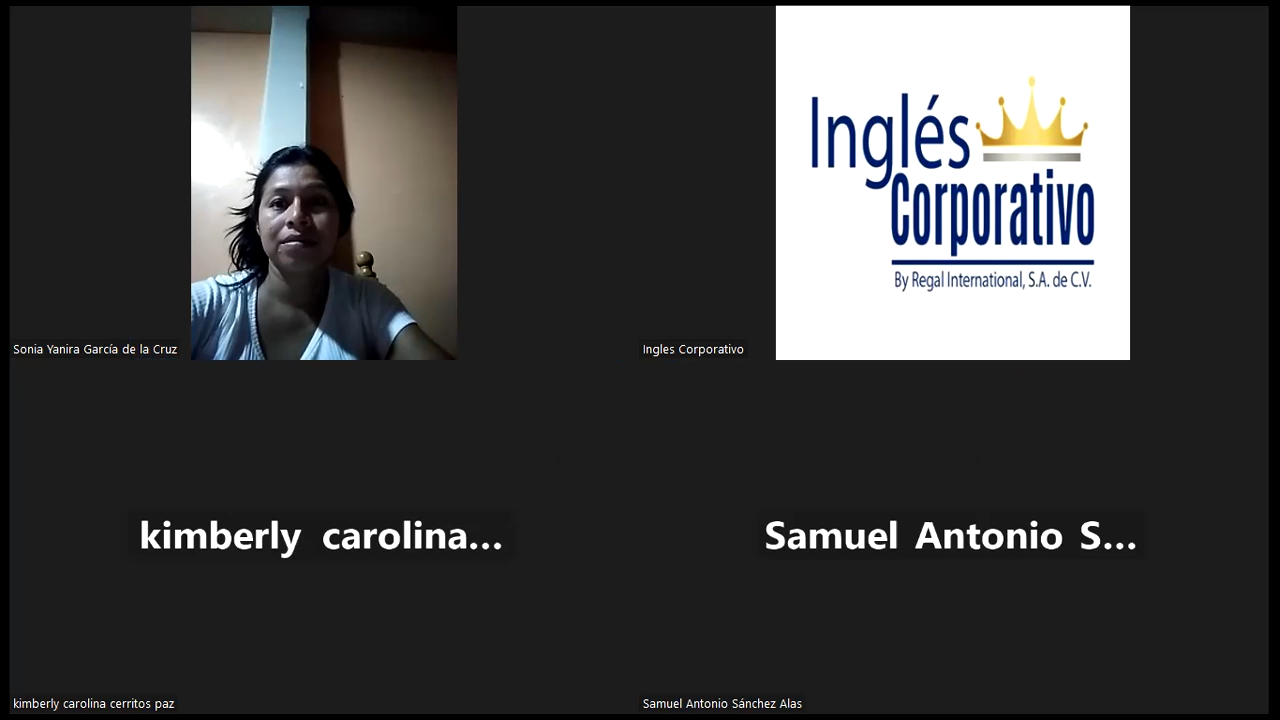 Inglés
Corporativo
By Regal International, S.A. de C.V.
Sonia Yanira García de la Cruz
Ingles Corporativo
kimberly carolina...
Samuel Antonio S...
kimberly carolina cerritos paz
Samuel Antonio Sánchez Alas